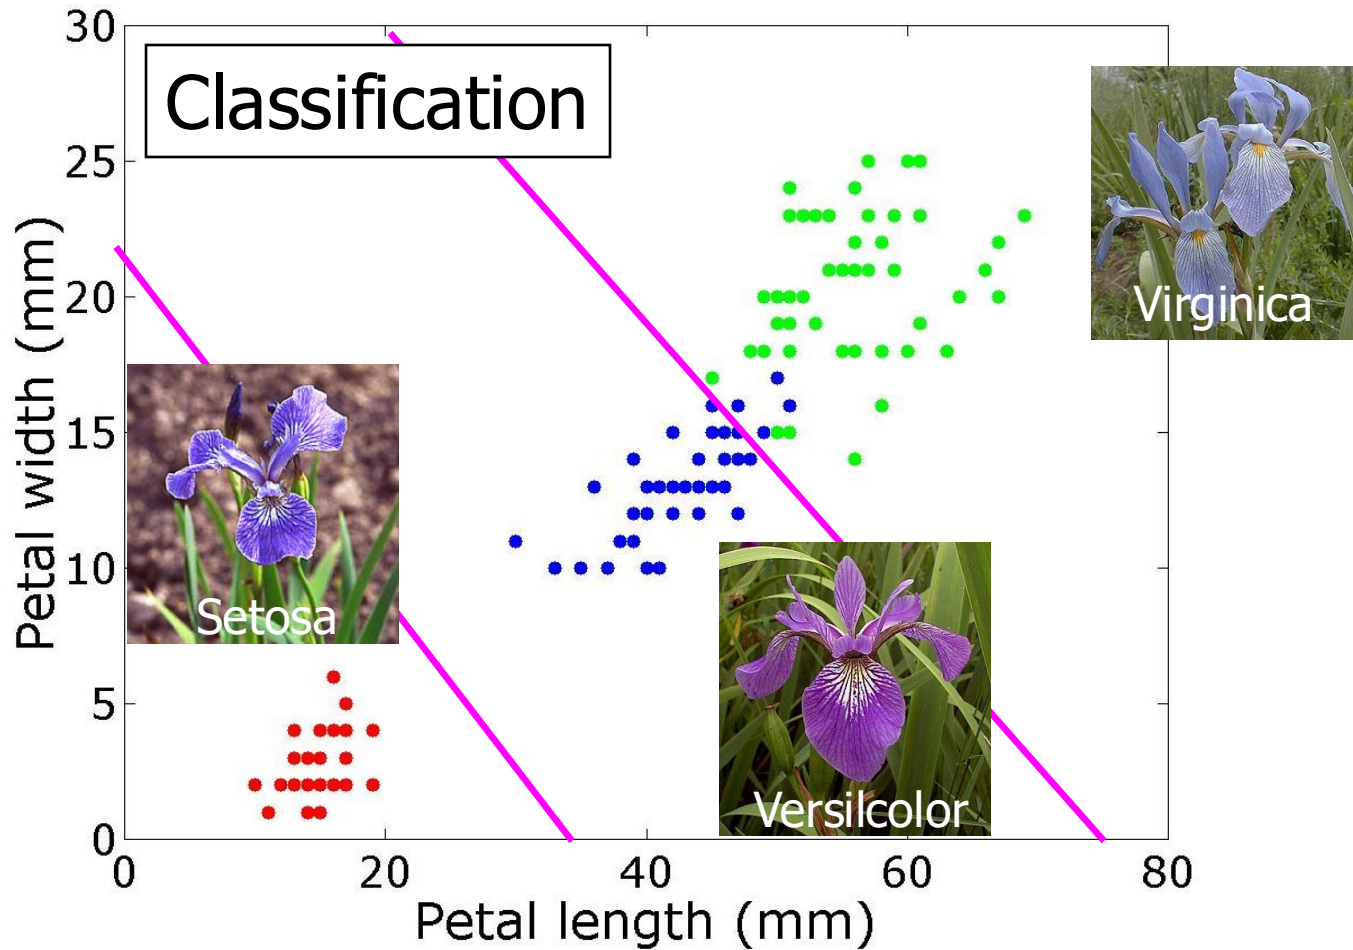 Classification
30
25
20
15
10
5
0
Petal width (mm)
0 20 40 60 80
Petal length (mm)
Setosa
Versilcolor
Virginica